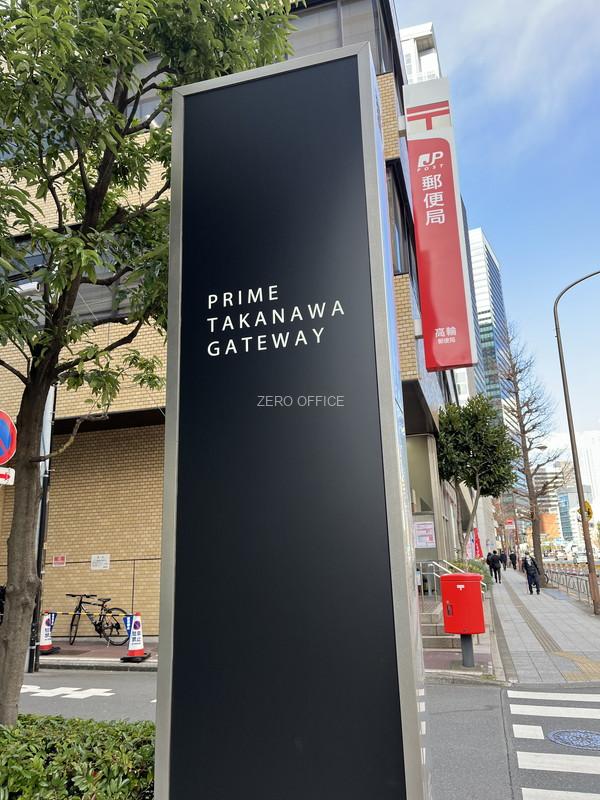 PRIME
TAKANAWA
GATEWAY
ZERO OFFICE
〒
JP
POST
郵便局
高輪
郵便局